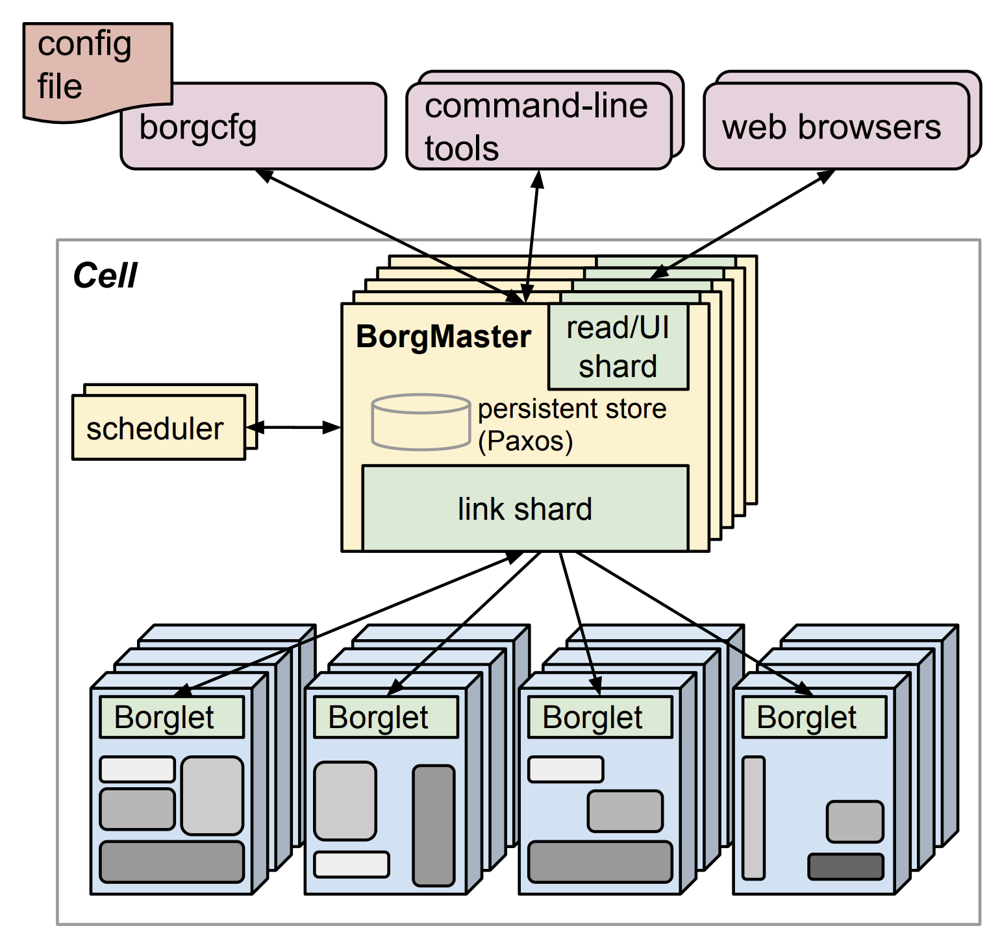 config
file
borgcfg
command-line
tools
web browsers
Cell
BorgMaster
read/UI
shard
persistent store
(Paxos)
scheduler
link shard
Borglet
Borglet
Borglet
Borglet